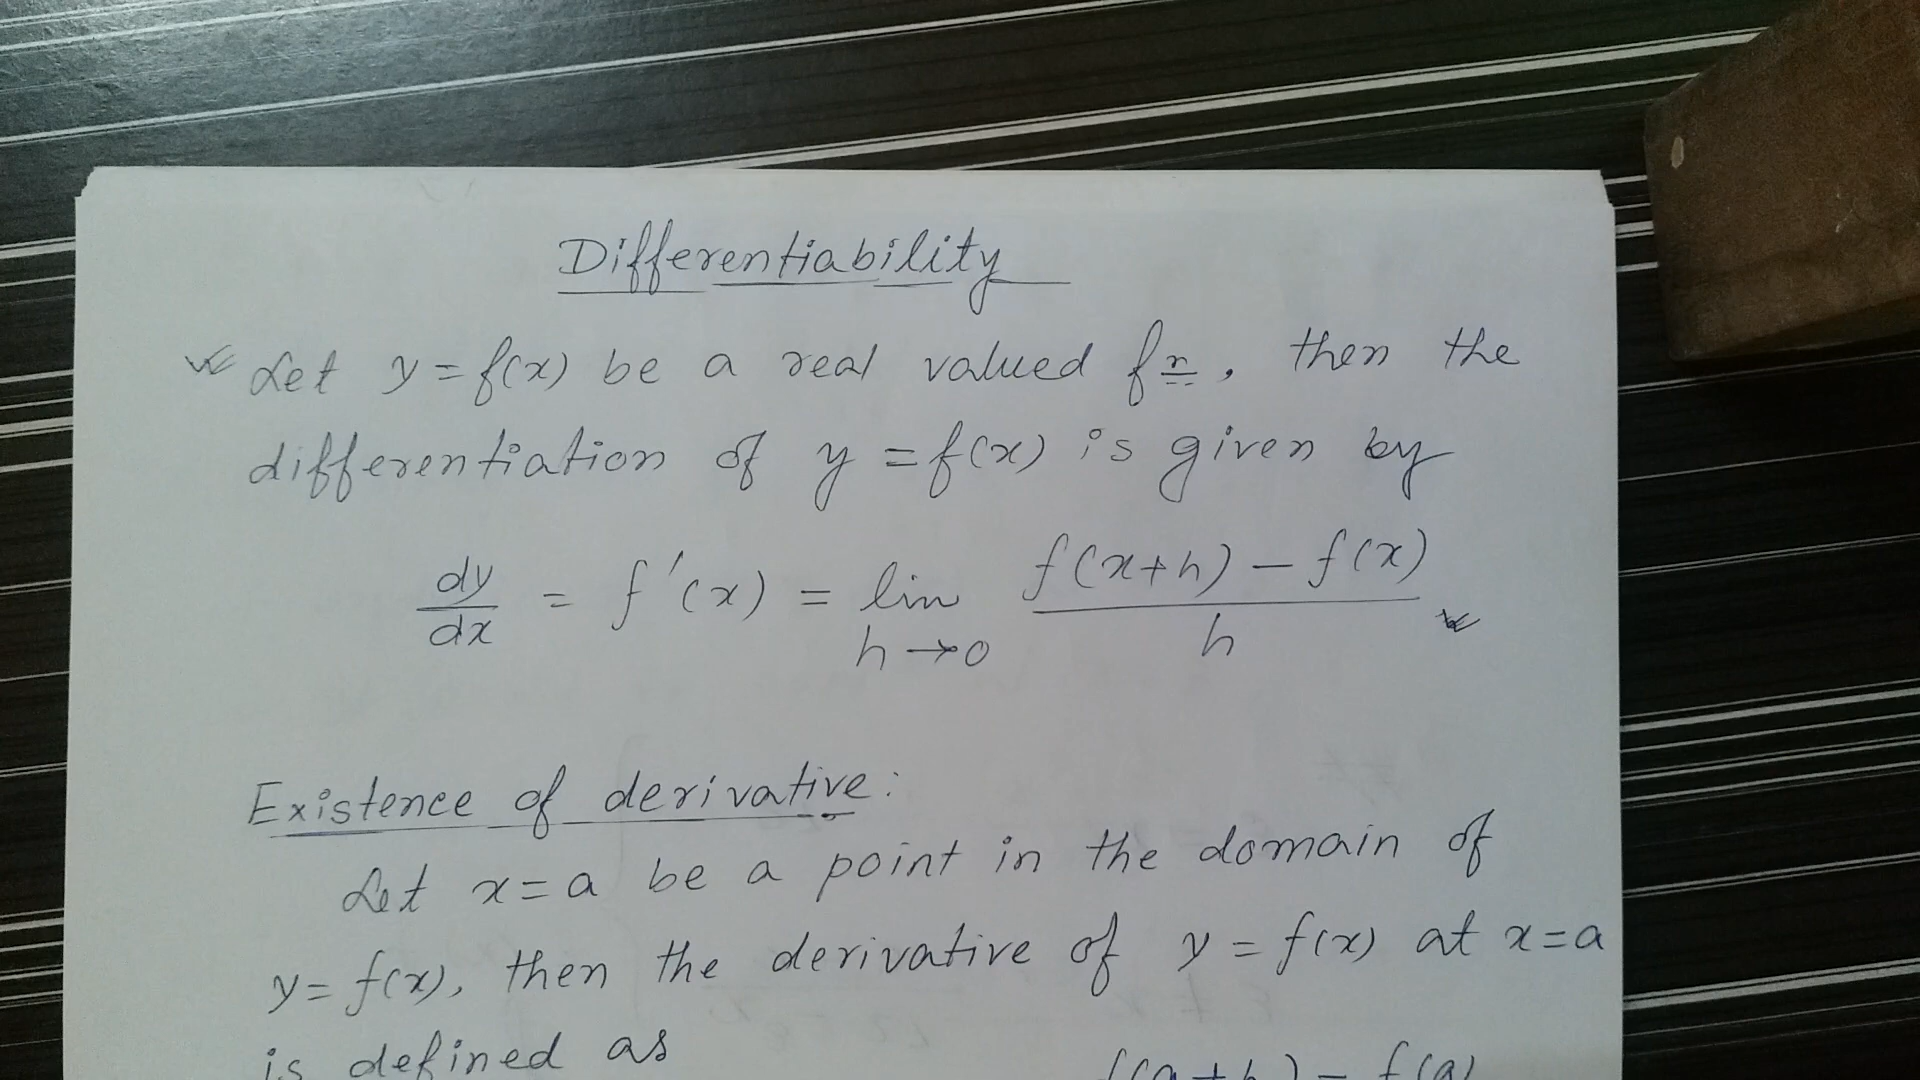 Differentiability
Let y = f(x) be a real valued fn, then the
differentiation of y = f(x) is given by
dy/dx = f'(x) = lim h→0 f(x+h) - f(x) / h
Existence of derivative:
Let x = a be a point in the domain of
y = f(x), then the derivative of y = f(x) at x = a
is defined as
f(a+h) - f(a)